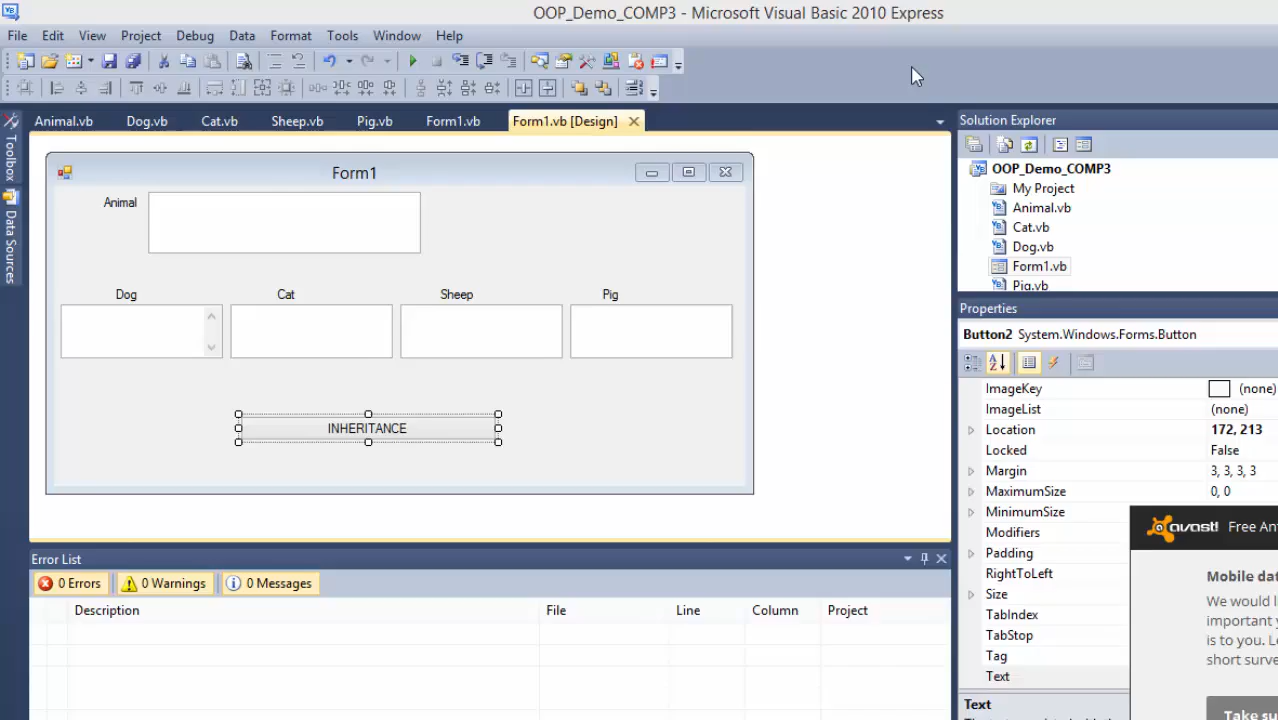 OOP_Demo_COMP3 - Microsoft Visual Basic 2010 Express
File Edit View Project Debug Data Format Tools Window Help
Animal.vb Dog.vb Cat.vb Sheep.vb Pig.vb Form1.vb Form1.vb [Design]
Toolbox
Data Sources
Form1
Animal
Dog Cat Sheep Pig
INHERITANCE
Error List
0 Errors 0 Warnings 0 Messages
Description File Line Column Project
Solution Explorer
OOP_Demo_COMP3
My Project
Animal.vb
Cat.vb
Dog.vb
Form1.vb
Pig.vb
Properties
Button2 System.Windows.Forms.Button
ImageKey (none)
ImageList (none)
Location 172, 213
Locked False
Margin 3, 3, 3, 3
MaximumSize 0, 0
MinimumSize
Modifiers
Padding
RightToLeft
Size
TabIndex
TabStop
Tag
Text
Text
avast! Free
Mobile
We would
important
is to you.
short
Take